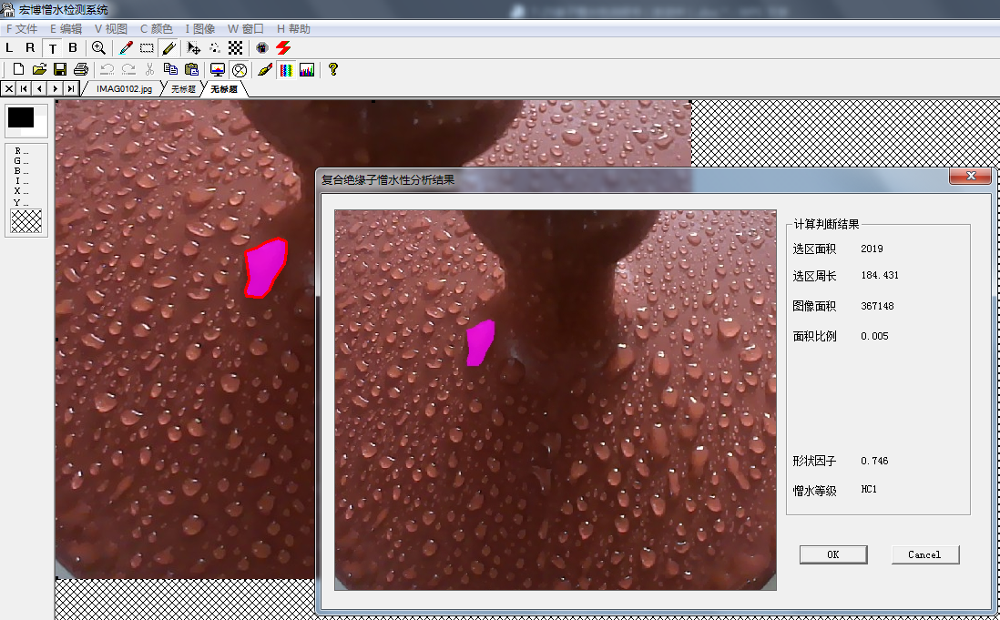 宏博憎水检测系统
F 文件 E 编辑 V 视图 C 颜色 I 图像 W 窗口 H 帮助
L R T B
IMAG0102.jpg 无标题 无标题
R ...
G ...
B ...
I ...
X ...
Y ...
复合绝缘子憎水性分析结果
计算判断结果
选区面积 2019
选区周长 184.431
图像面积 367148
面积比例 0.005
形状因子 0.746
憎水等级 HC1
OK Cancel